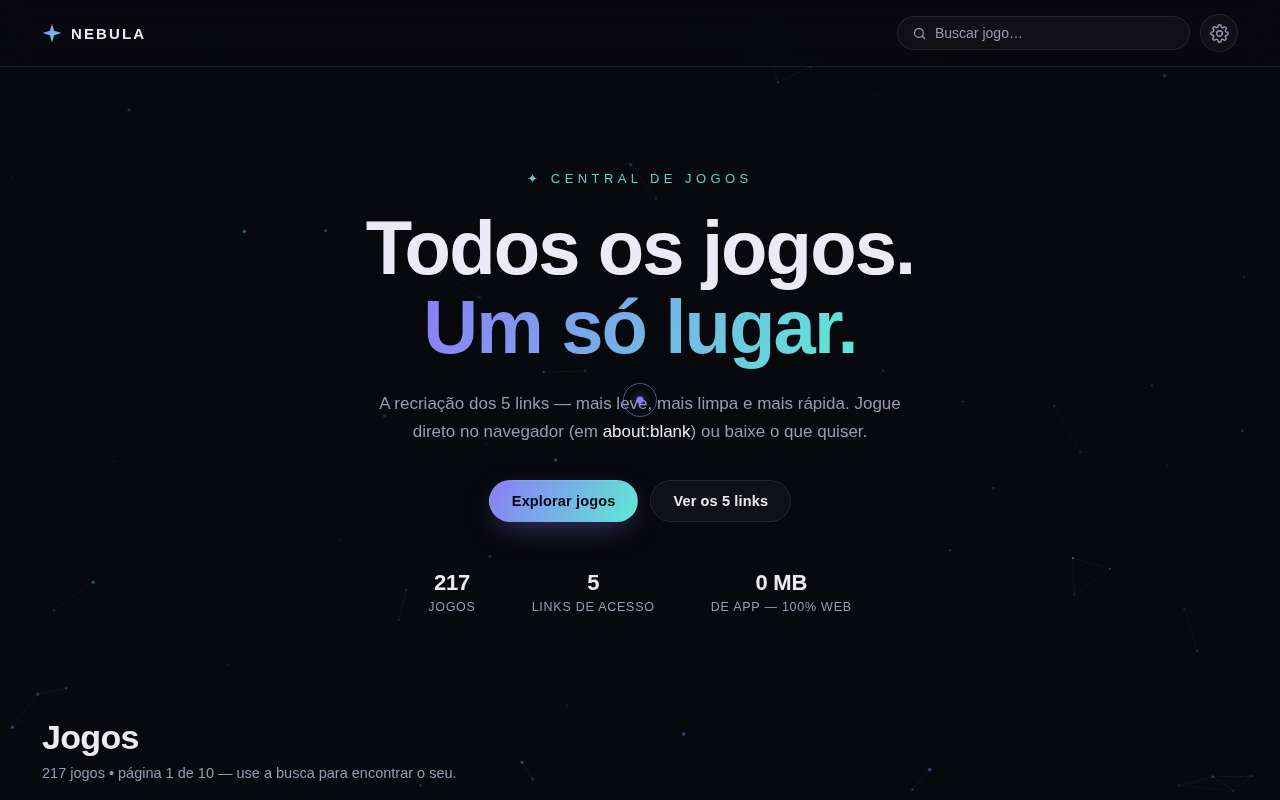 NEBULA
Buscar jogo…
✦ CENTRAL DE JOGOS
Todos os jogos.
Um só lugar.
A recriação dos 5 links — mais leve, mais limpa e mais rápida. Jogue
direto no navegador (em about:blank) ou baixe o que quiser.
Explorar jogos
Ver os 5 links
217
JOGOS
5
LINKS DE ACESSO
0 MB
DE APP — 100% WEB
Jogos
217 jogos • página 1 de 10 — use a busca para encontrar o seu.